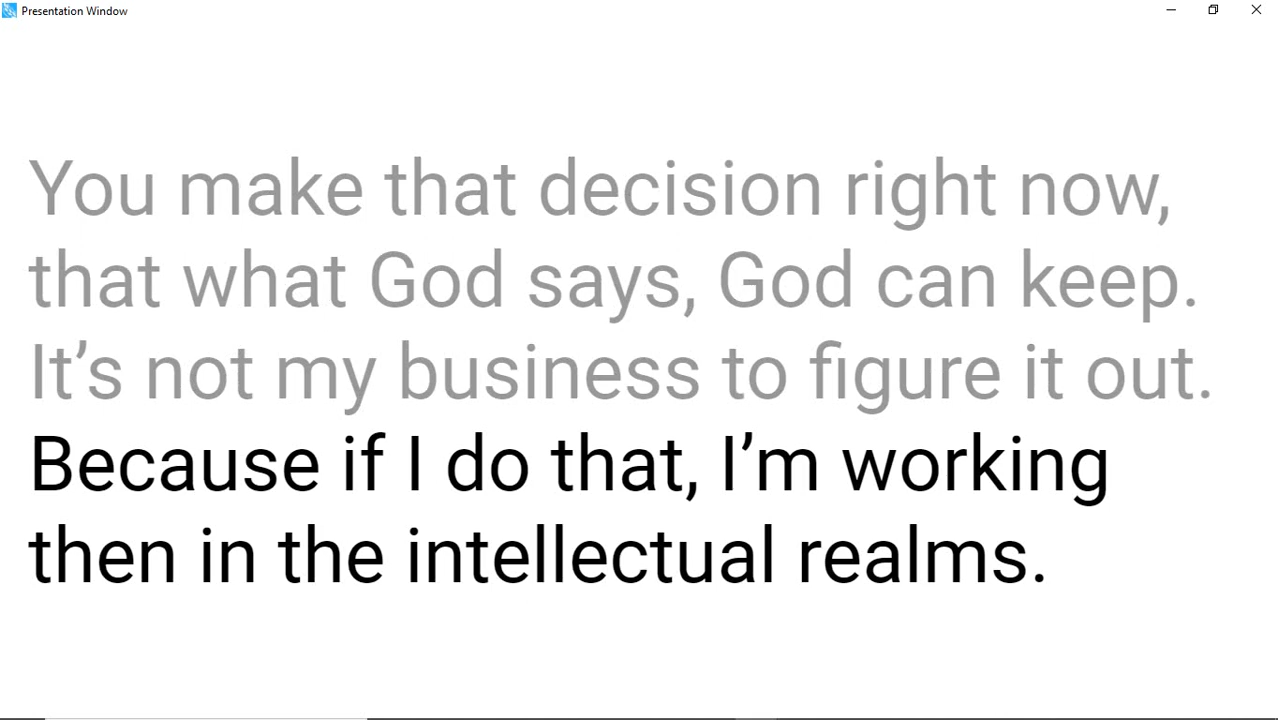 Presentation Window
You make that decision right now,
that what God says, God can keep.
It’s not my business to figure it out.
Because if I do that, I’m working
then in the intellectual realms.